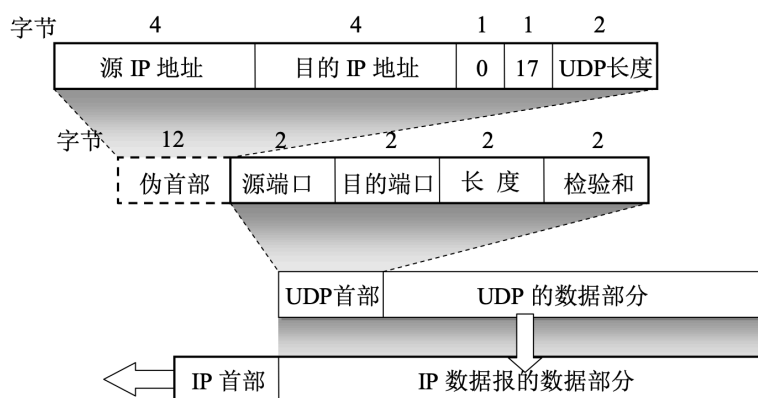 字节 4 4 1 1 2
源 IP 地址 目的 IP 地址 0 17 UDP长度
字节 12 2 2 2 2
伪首部 源端口 目的端口 长 度 检验和
UDP首部 UDP 的数据部分
IP 首部 IP 数据报的数据部分